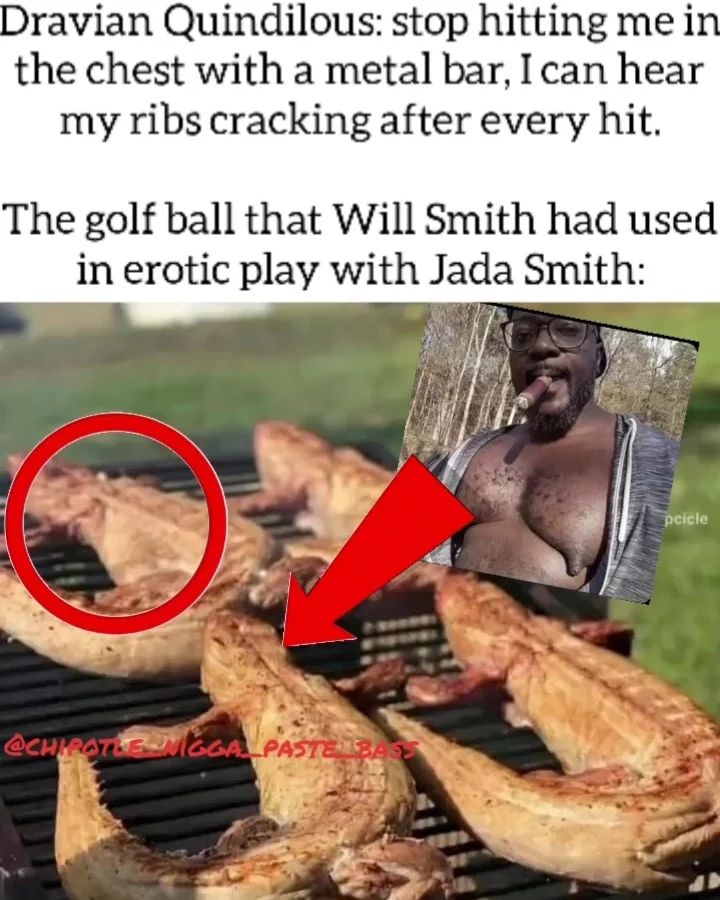 Dravian Quindilous: stop hitting me in
the chest with a metal bar, I can hear
my ribs cracking after every hit.
The golf ball that Will Smith had used
in erotic play with Jada Smith:
pcicle
@CHIPOTLE_NIGGA_PASTE_BASS